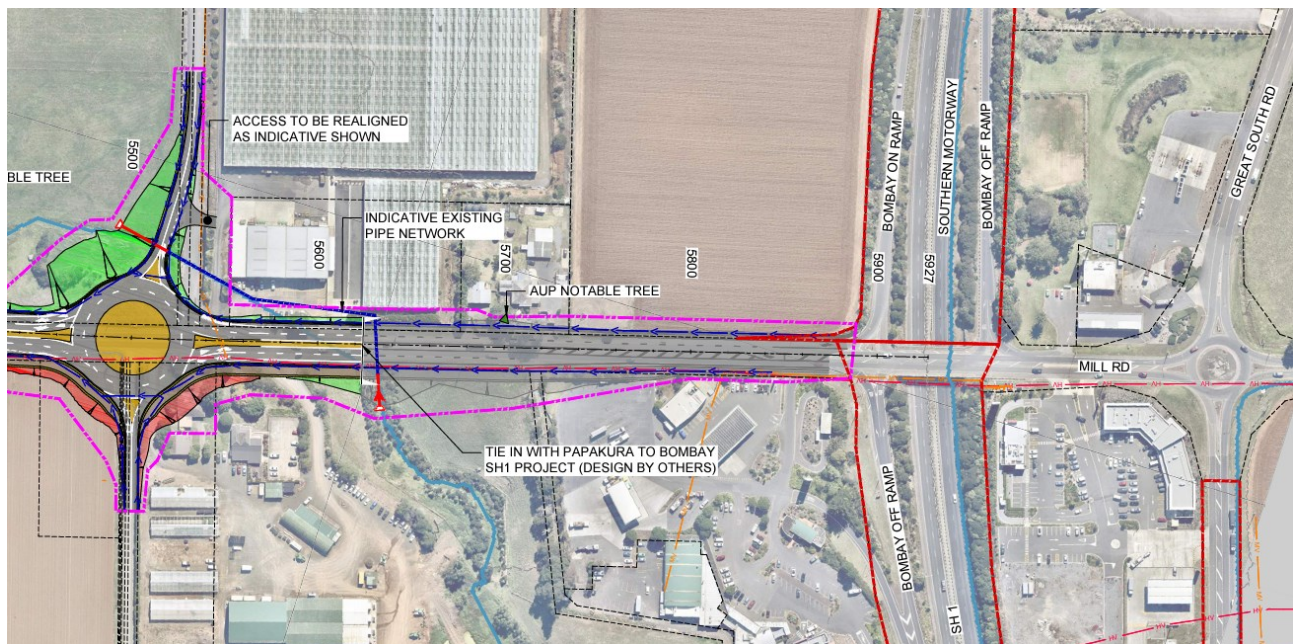 ACCESS TO BE REALIGNED
AS INDICATIVE SHOWN
5500
BLE TREE
INDICATIVE EXISTING
PIPE NETWORK
5600
5700
AUP NOTABLE TREE
5800
5900
BOMBAY ON RAMP
5927
SOUTHERN MOTORWAY
BOMBAY OFF RAMP
GREAT SOUTH RD
MILL RD
TIE IN WITH PAPAKURA TO BOMBAY
SH1 PROJECT (DESIGN BY OTHERS)
BOMBAY OFF RAMP
SH 1